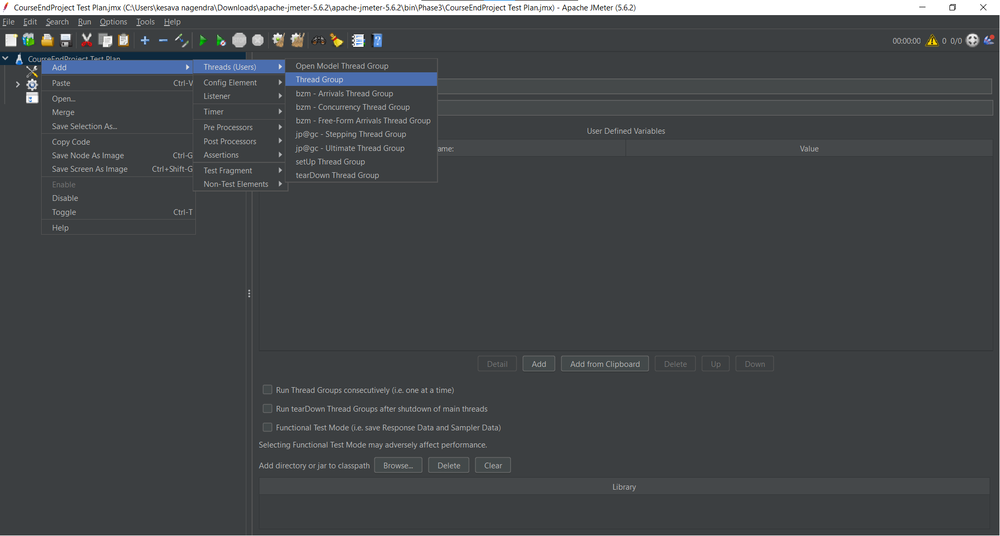 CourseEndProject Test Plan.jmx (C:\Users\kesava nagendra\Downloads\apache-jmeter-5.6.2\apache-jmeter-5.6.2\bin\Phase3\CourseEndProject Test Plan.jmx) - Apache JMeter (5.6.2)
File Edit Search Run Options Tools Help
STOP
00:00:00 0 0/0
CourseEndProject Test Plan
Add
Paste Ctrl-V
Open...
Merge
Save Selection As...
Copy Code
Save Node As Image Ctrl-G
Save Screen As Image Ctrl+Shift-G
Enable
Disable
Toggle Ctrl-T
Help
Threads (Users)
Config Element
Listener
Timer
Pre Processors
Post Processors
Assertions
Test Fragment
Non-Test Elements
Open Model Thread Group
Thread Group
bzm - Arrivals Thread Group
bzm - Concurrency Thread Group
bzm - Free-Form Arrivals Thread Group
jp@gc - Stepping Thread Group
jp@gc - Ultimate Thread Group
setUp Thread Group
tearDown Thread Group
User Defined Variables
ame: Value
Detail Add Add from Clipboard Delete Up Down
Run Thread Groups consecutively (i.e. one at a time)
Run tearDown Thread Groups after shutdown of main threads
Functional Test Mode (i.e. save Response Data and Sampler Data)
Selecting Functional Test Mode may adversely affect performance.
Add directory or jar to classpath Browse... Delete Clear
Library